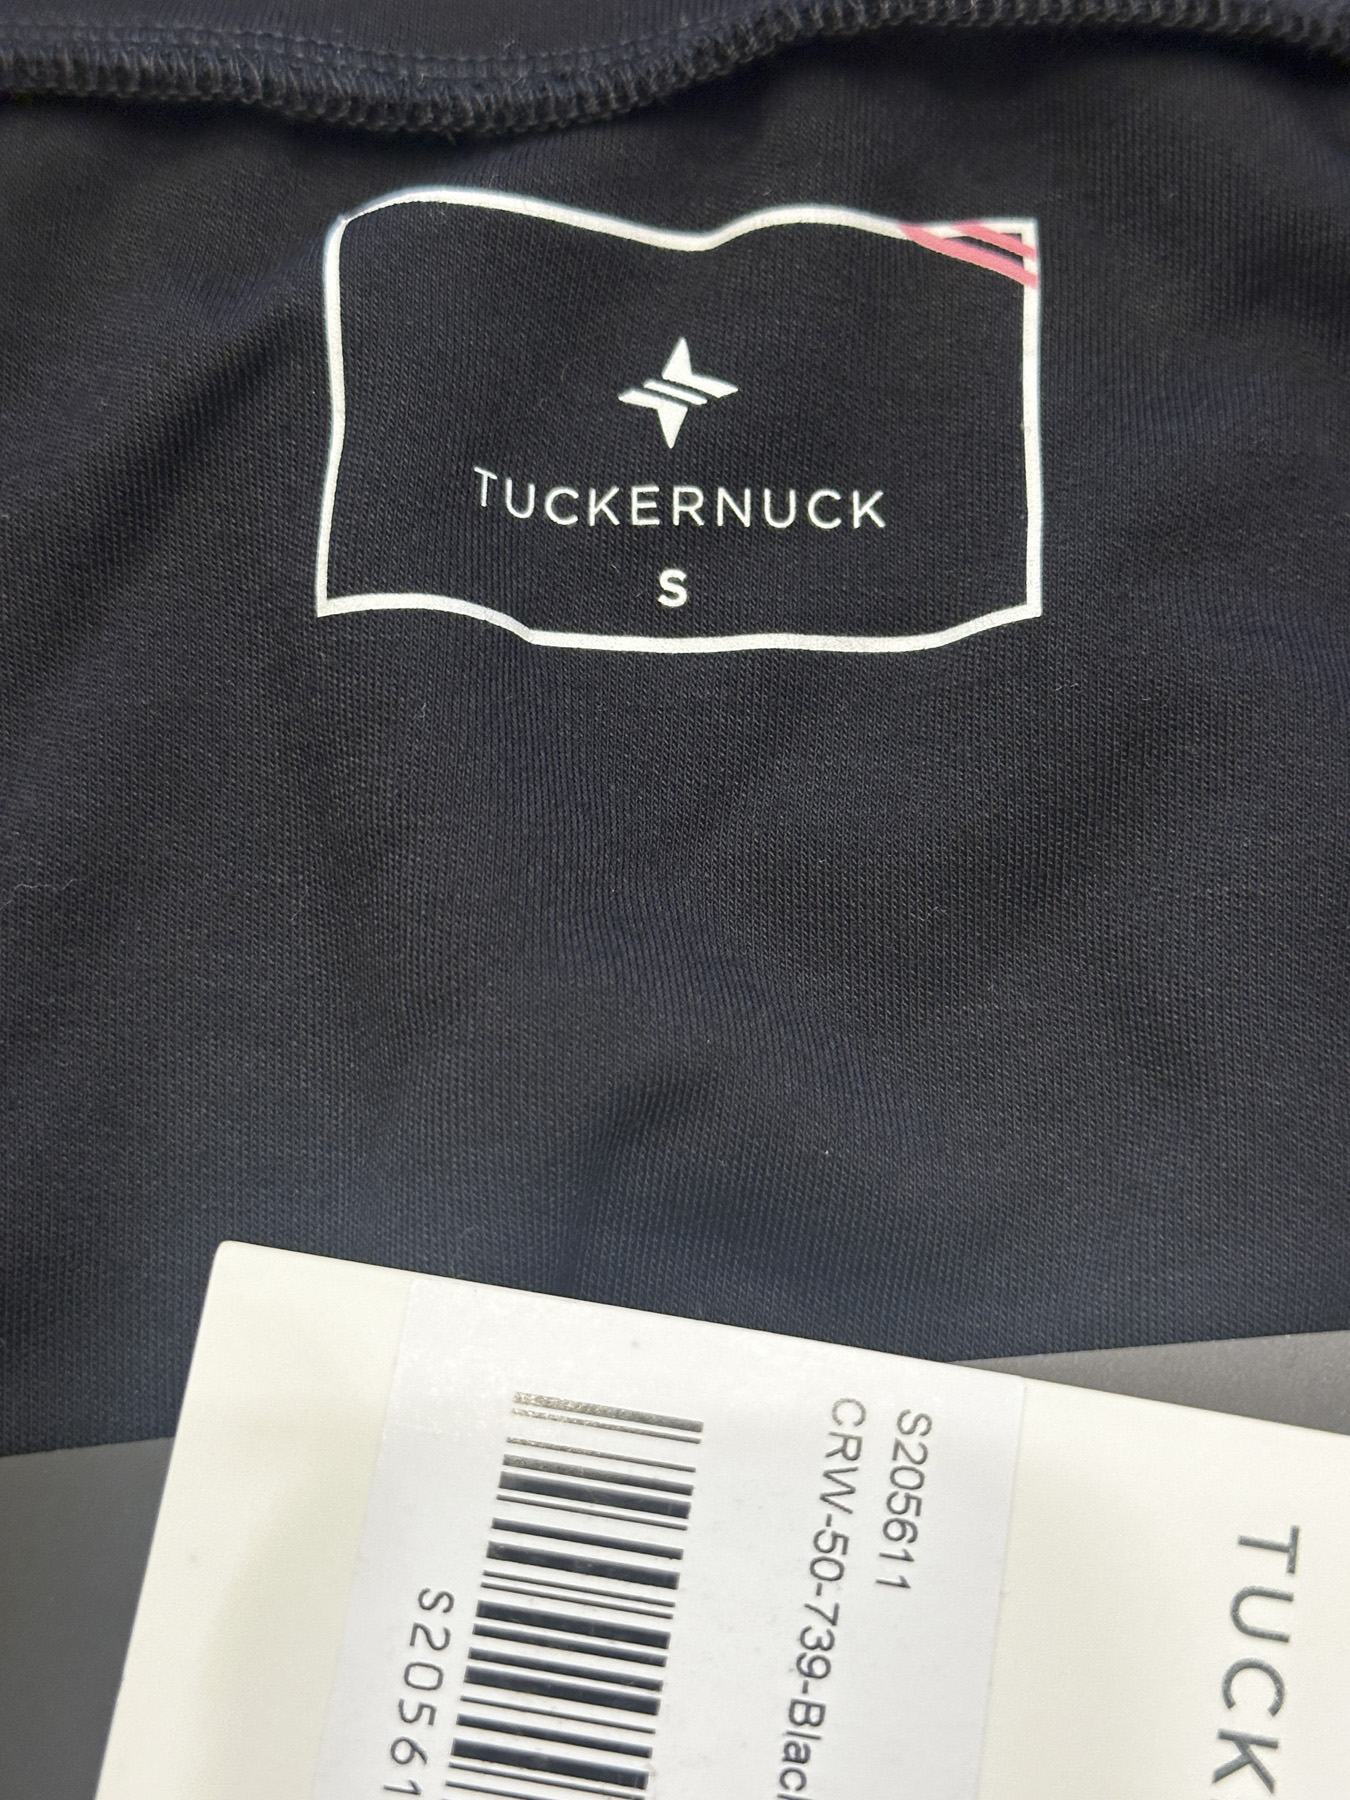 TUCKERNUCK
S
S205611
CRW-50-739-Blac
S20561
TUCK